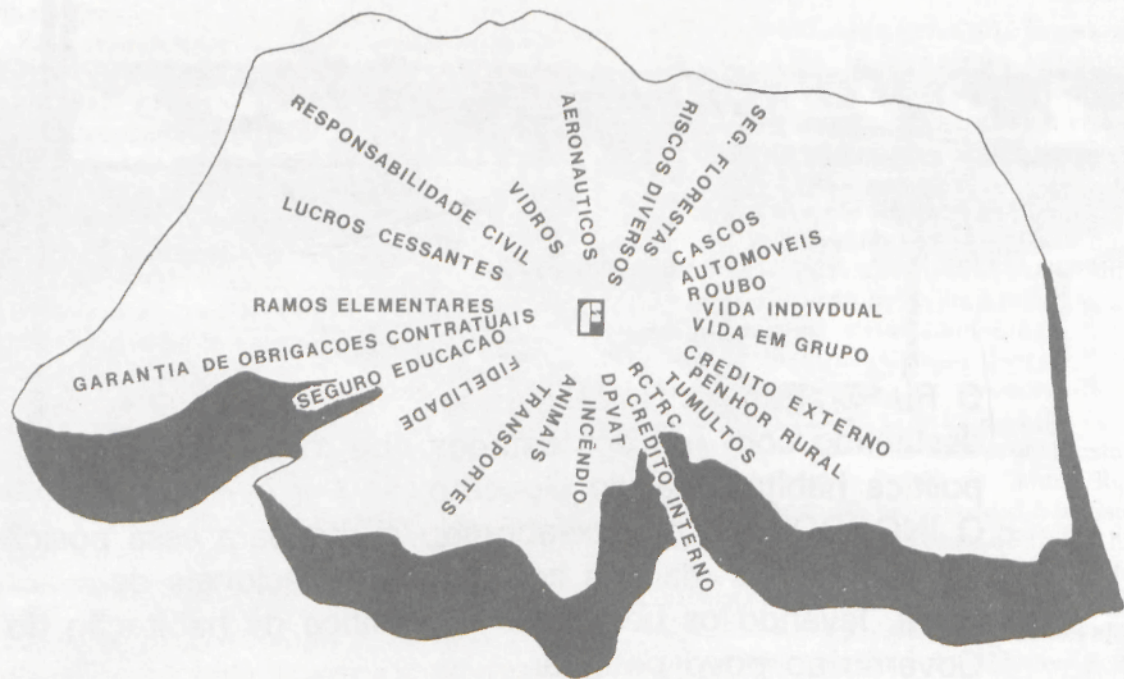 RESPONSABILIDADE CIVIL
LUCROS CESSANTES
VIDROS
AERONAUTICOS
RISCOS DIVERSOS
SEG. FLORESTAS
CASCOS
AUTOMOVEIS
ROUBO
VIDA INDIVDUAL
VIDA EM GRUPO
CREDITO EXTERNO
PENHOR RURAL
TUMULTOS
RCTRC
CREDITO INTERNO
DPVAT
INCÊNDIO
ANIMAIS
TRANSPORTES
FIDELIDADE
SEGURO EDUCACAO
GARANTIA DE OBRIGACOES CONTRATUAIS
RAMOS ELEMENTARES